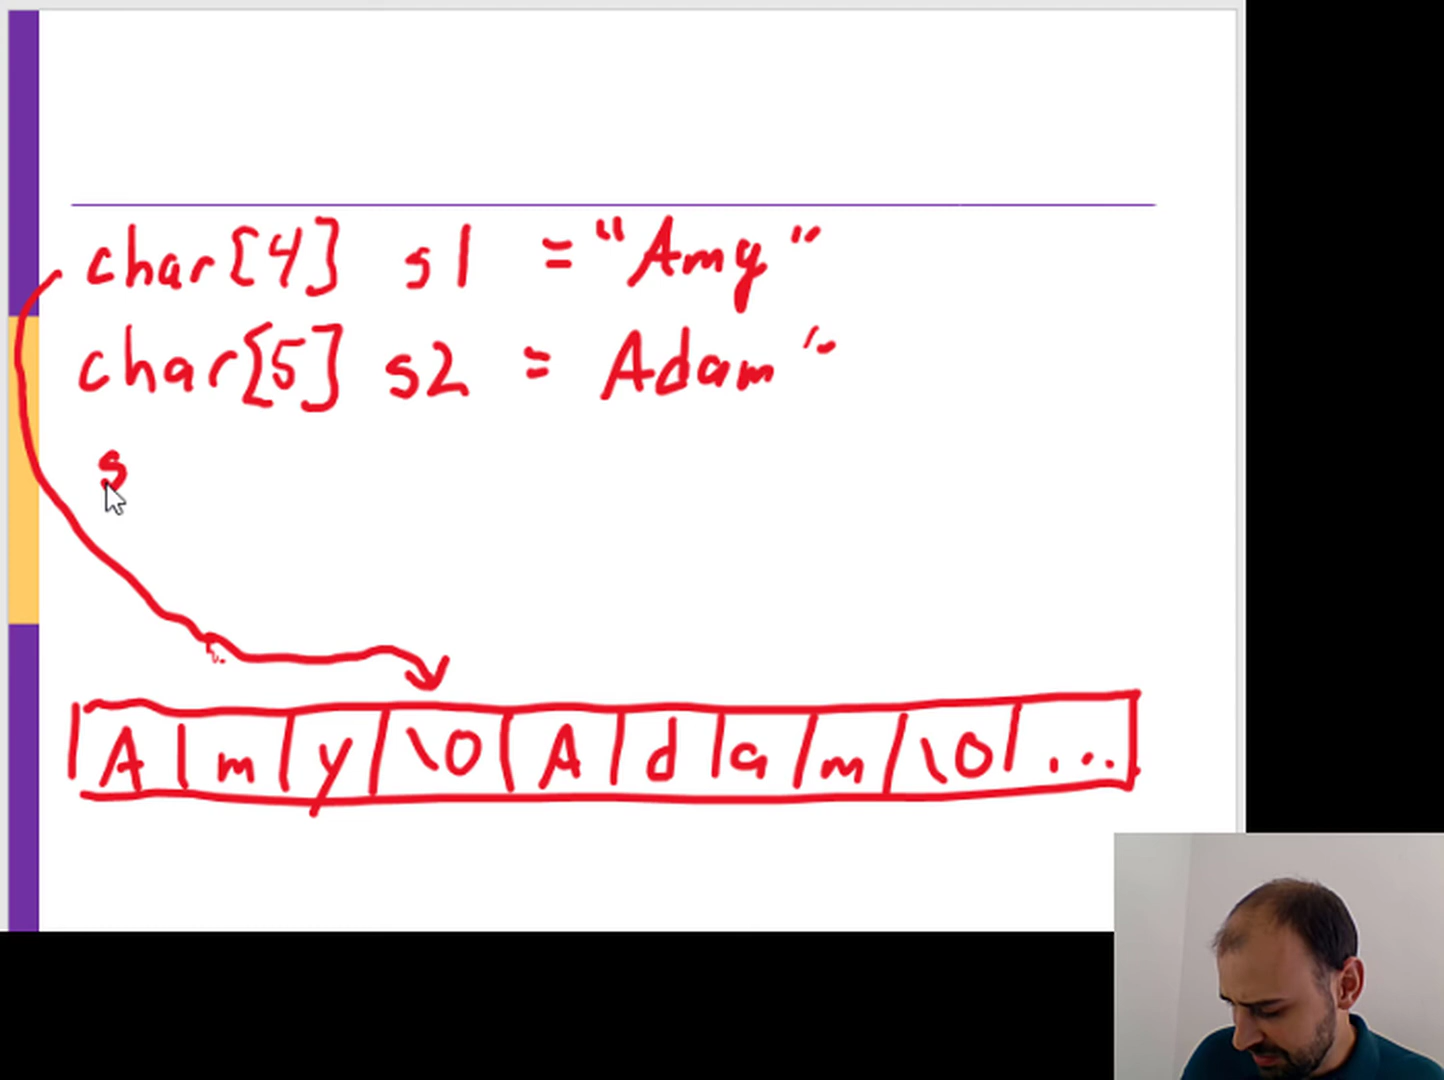 char[4] s1 = "Amy"
char[5] s2 = Adam"
s
A m y \0 A d a m \0 ...